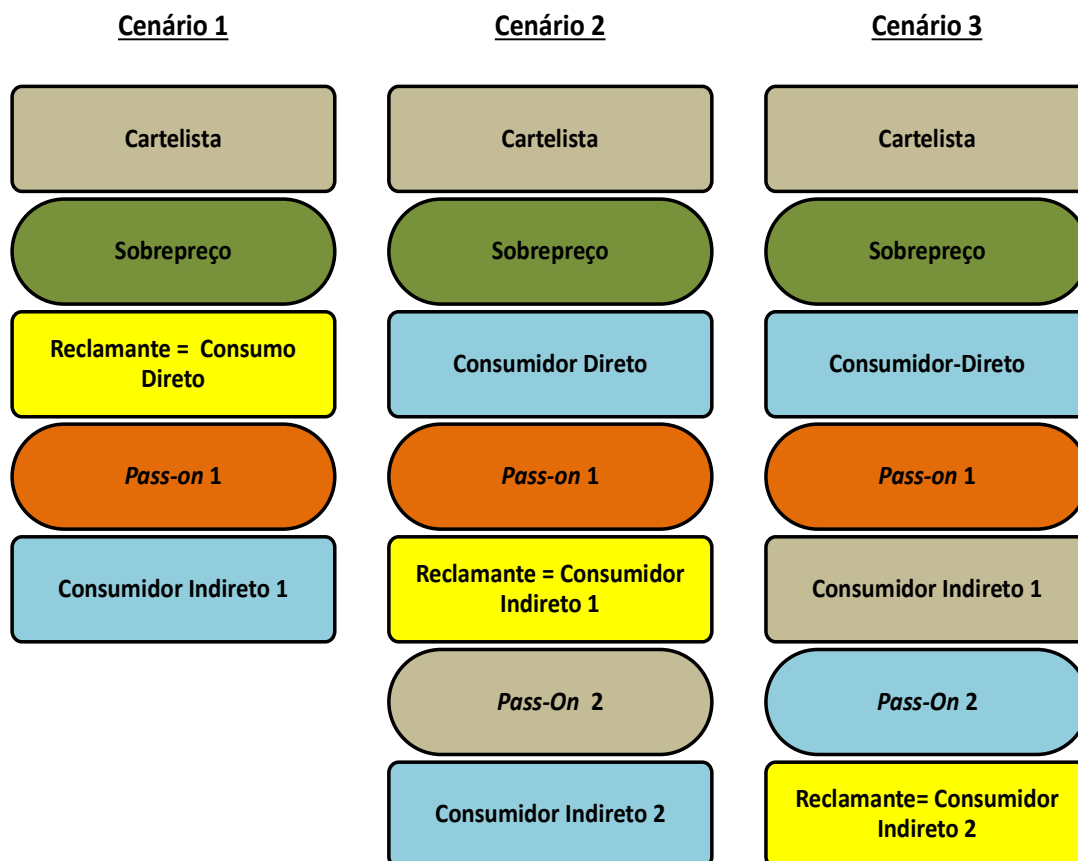 Cenário 1
Cartelista
Sobrepreço
Reclamante = Consumo
Direto
Pass-on 1
Consumidor Indireto 1
Cenário 2
Cartelista
Sobrepreço
Consumidor Direto
Pass-on 1
Reclamante = Consumidor
Indireto 1
Pass-On 2
Consumidor Indireto 2
Cenário 3
Cartelista
Sobrepreço
Consumidor-Direto
Pass-on 1
Consumidor Indireto 1
Pass-On 2
Reclamante= Consumidor
Indireto 2